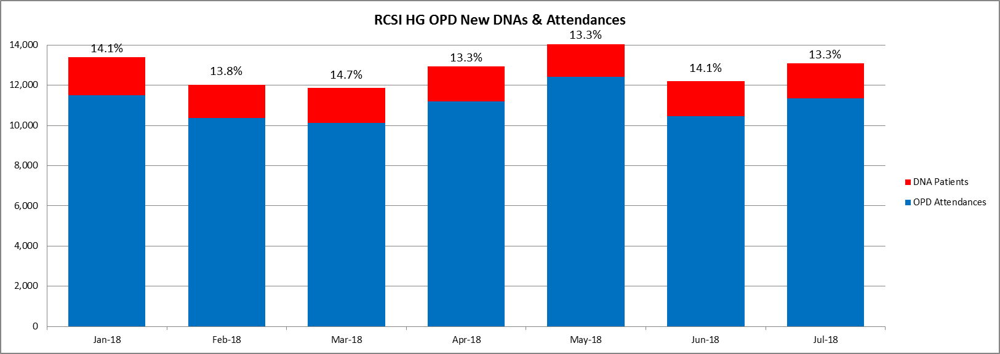 RCSI HG OPD New DNAs & Attendances
14,000
12,000
10,000
8,000
6,000
4,000
2,000
0
14.1%
13.8%
14.7%
13.3%
13.3%
14.1%
13.3%
Jan-18
Feb-18
Mar-18
Apr-18
May-18
Jun-18
Jul-18
DNA Patients
OPD Attendances